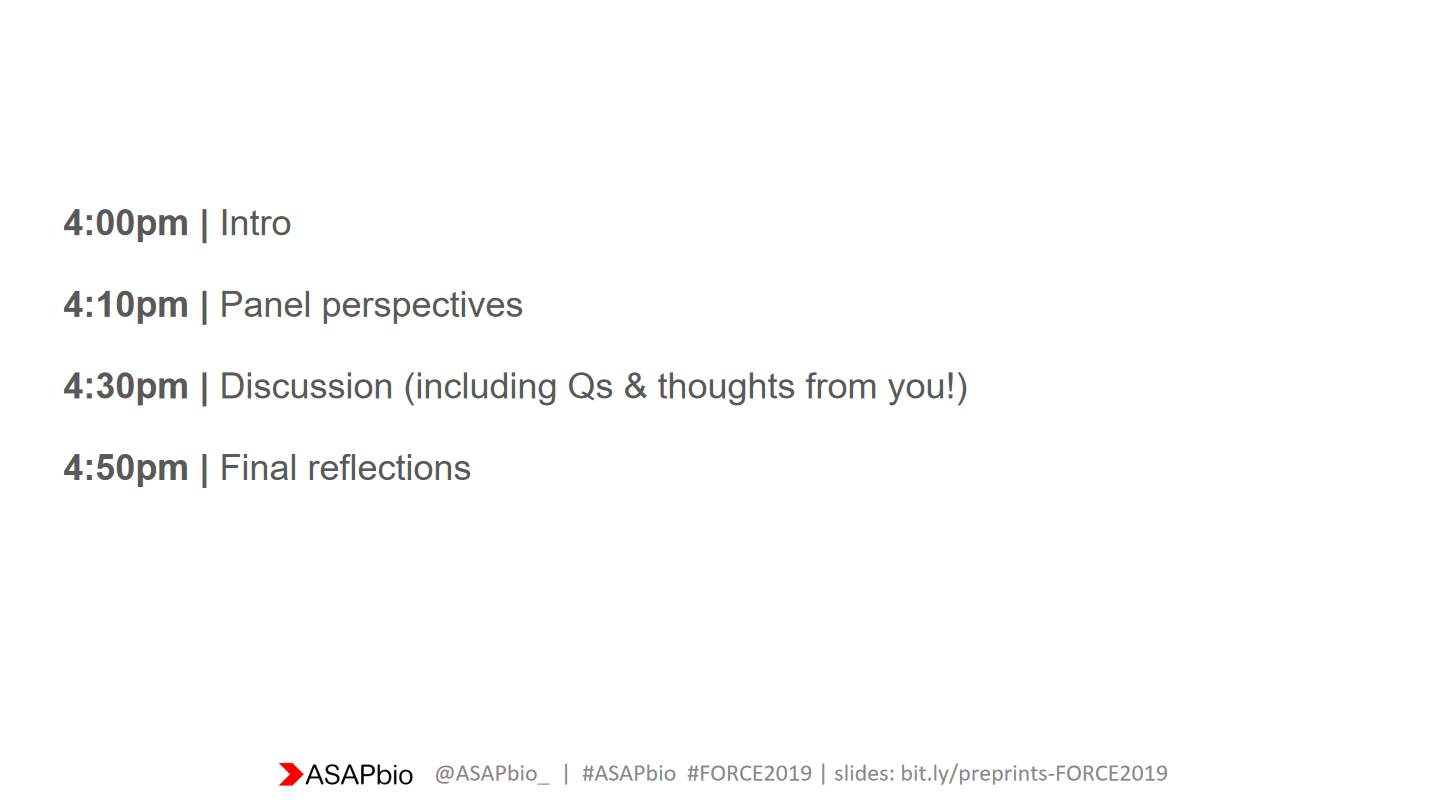 4:00pm | Intro
4:10pm | Panel perspectives
4:30pm | Discussion (including Qs & thoughts from you!)
4:50pm | Final reflections
ASAPbio @ASAPbio_ | #ASAPbio #FORCE2019 | slides: bit.ly/preprints-FORCE2019